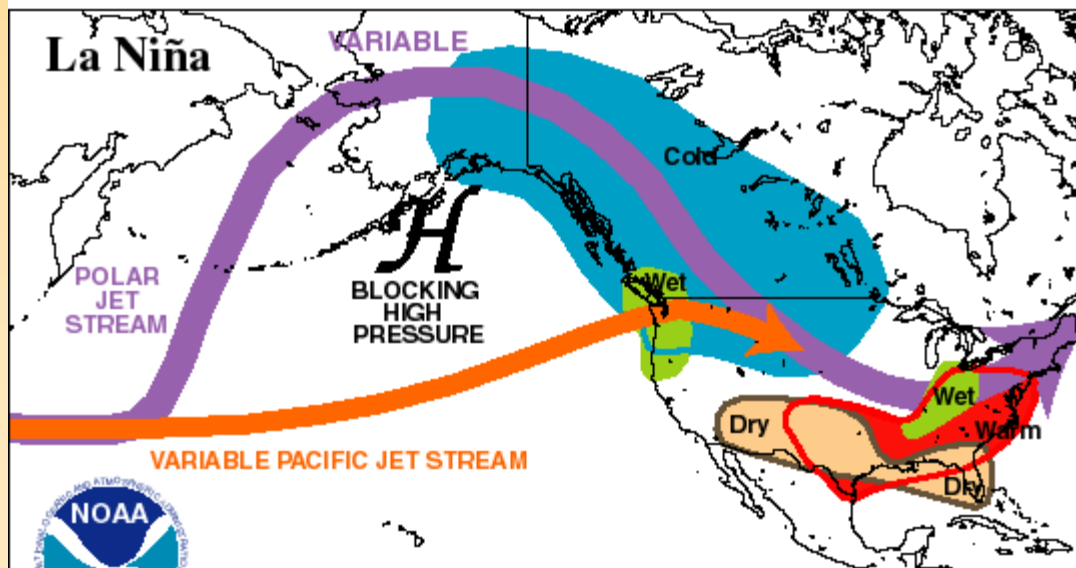 La Niña
VARIABLE
Cold
POLAR
JET
STREAM
H
BLOCKING
HIGH
PRESSURE
Wet
Wet
Dry
Warm
Dry
VARIABLE PACIFIC JET STREAM
NOAA